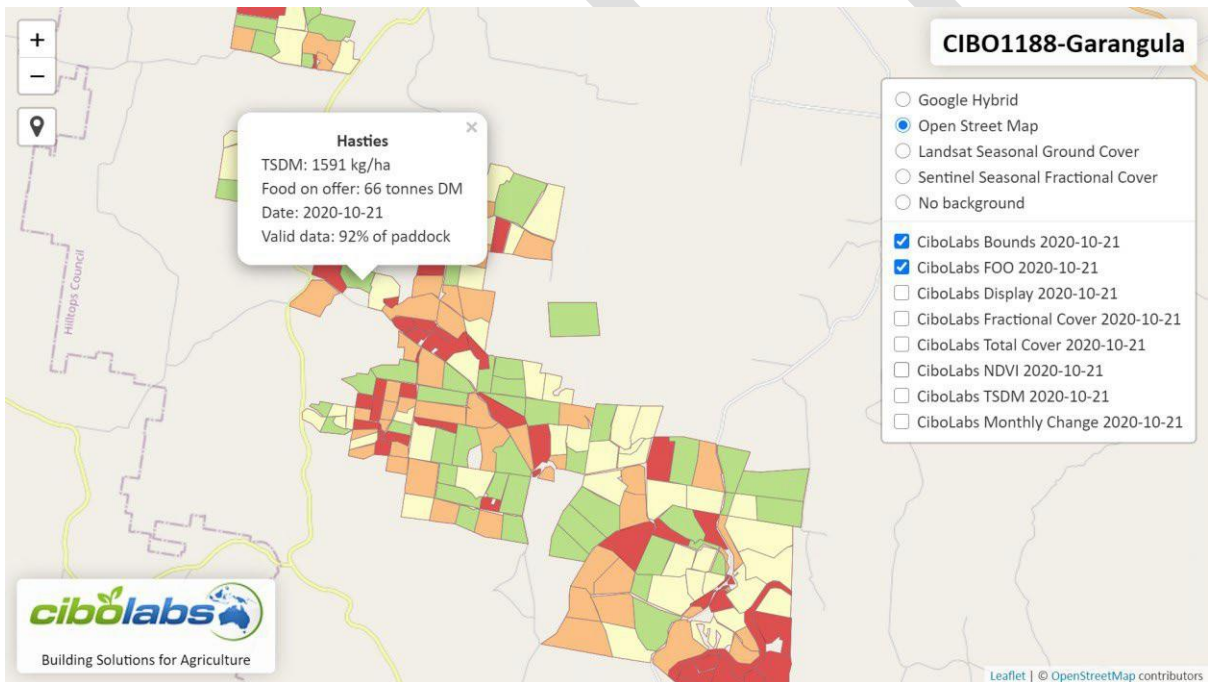 +
−
CIBO1188-Garangula
Google Hybrid
Open Street Map
Landsat Seasonal Ground Cover
Sentinel Seasonal Fractional Cover
No background
CiboLabs Bounds 2020-10-21
CiboLabs FOO 2020-10-21
CiboLabs Display 2020-10-21
CiboLabs Fractional Cover 2020-10-21
CiboLabs Total Cover 2020-10-21
CiboLabs NDVI 2020-10-21
CiboLabs TSDM 2020-10-21
CiboLabs Monthly Change 2020-10-21
×
Hasties
TSDM: 1591 kg/ha
Food on offer: 66 tonnes DM
Date: 2020-10-21
Valid data: 92% of paddock
Hilltops Council
cibolabs
Building Solutions for Agriculture
Leaflet | © OpenStreetMap contributors